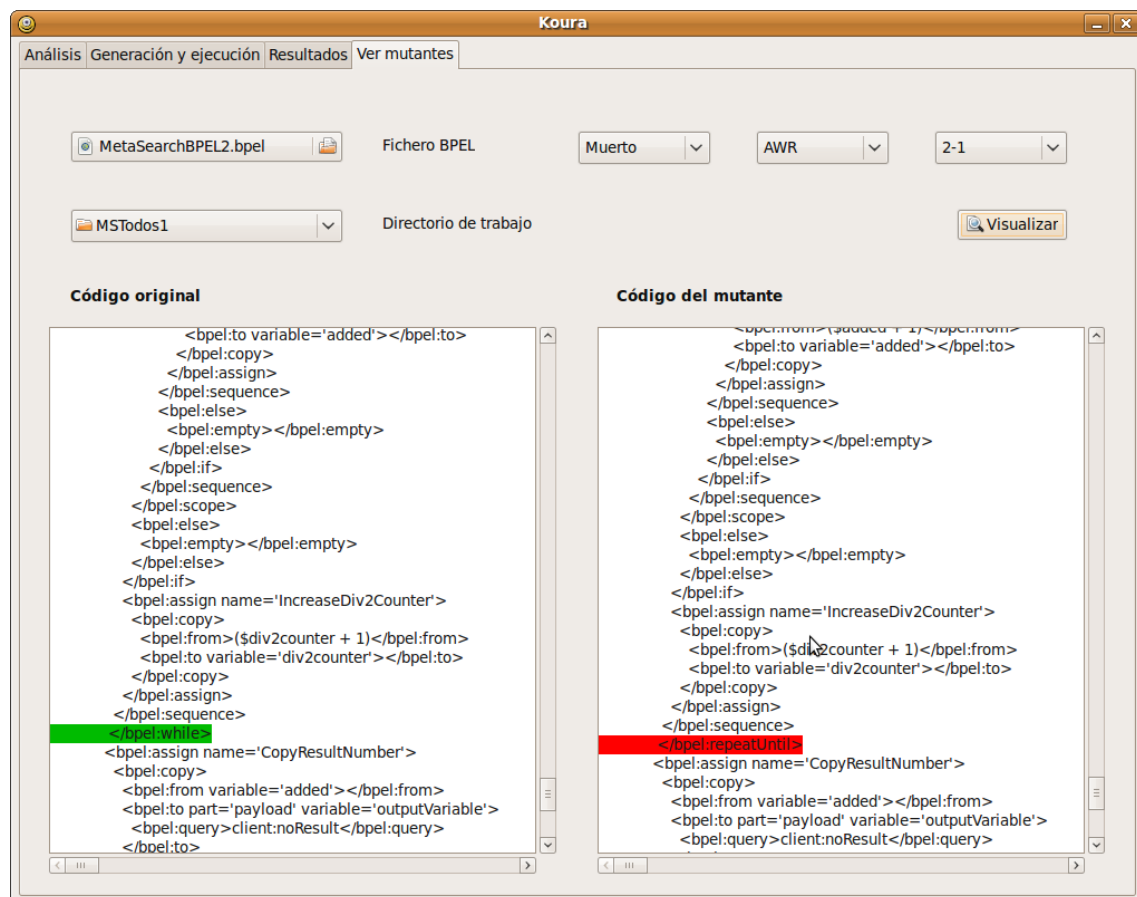 Koura
Análisis Generación y ejecución Resultados Ver mutantes
MetaSearchBPEL2.bpel Fichero BPEL Muerto AWR 2-1
MSTodos1 Directorio de trabajo Visualizar
Código original
<bpel:to variable='added'></bpel:to>
</bpel:copy>
</bpel:assign>
</bpel:sequence>
<bpel:else>
<bpel:empty></bpel:empty>
</bpel:else>
</bpel:if>
</bpel:sequence>
</bpel:scope>
<bpel:else>
<bpel:empty></bpel:empty>
</bpel:else>
</bpel:if>
<bpel:assign name='IncreaseDiv2Counter'>
<bpel:copy>
<bpel:from>($div2counter + 1)</bpel:from>
<bpel:to variable='div2counter'></bpel:to>
</bpel:copy>
</bpel:assign>
</bpel:sequence>
</bpel:while>
<bpel:assign name='CopyResultNumber'>
<bpel:copy>
<bpel:from variable='added'></bpel:from>
<bpel:to part='payload' variable='outputVariable'>
<bpel:query>client:noResult</bpel:query>
</bpel:to>
Código del mutante
<bpel:from>($added + 1)</bpel:from>
<bpel:to variable='added'></bpel:to>
</bpel:copy>
</bpel:assign>
</bpel:sequence>
<bpel:else>
<bpel:empty></bpel:empty>
</bpel:else>
</bpel:if>
</bpel:sequence>
</bpel:scope>
<bpel:else>
<bpel:empty></bpel:empty>
</bpel:else>
</bpel:if>
<bpel:assign name='IncreaseDiv2Counter'>
<bpel:copy>
<bpel:from>($div2counter + 1)</bpel:from>
<bpel:to variable='div2counter'></bpel:to>
</bpel:copy>
</bpel:assign>
</bpel:sequence>
</bpel:repeatUntil>
<bpel:assign name='CopyResultNumber'>
<bpel:copy>
<bpel:from variable='added'></bpel:from>
<bpel:to part='payload' variable='outputVariable'>
<bpel:query>client:noResult</bpel:query>